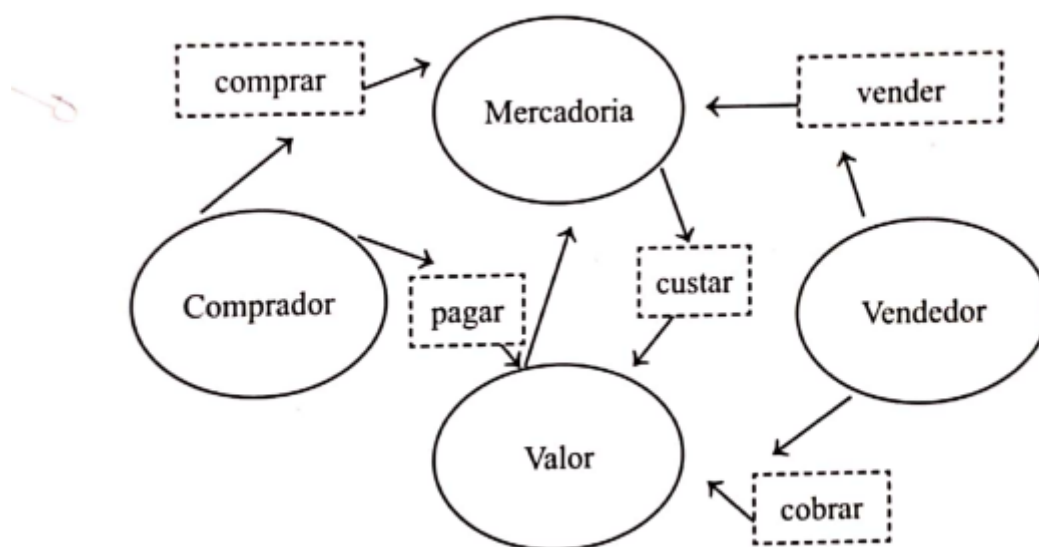 comprar
Mercadoria
vender
Comprador
pagar
custar
Vendedor
Valor
cobrar